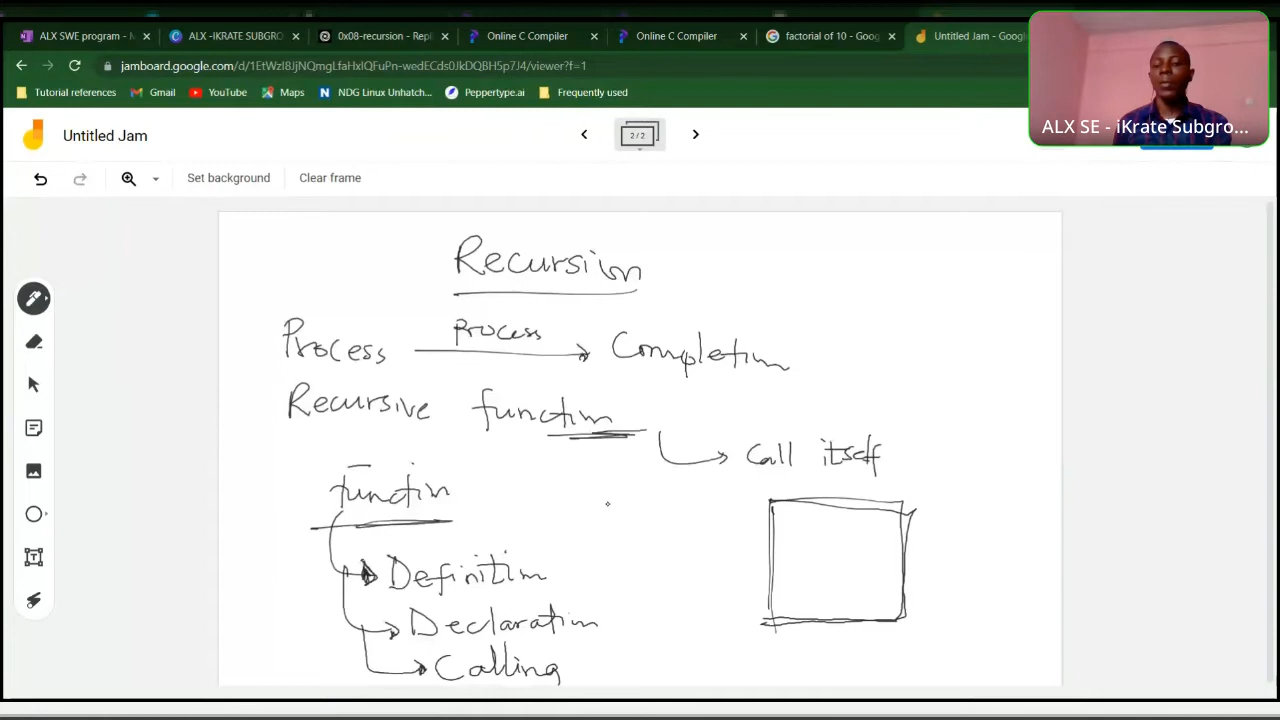 ALX SWE program - M
ALX -IKRATE SUBGRO
0x08-recursion - Repl
Online C Compiler
Online C Compiler
factorial of 10 - Goog
Untitled Jam - Goog
jamboard.google.com/d/1EtWzI8JjNQmgLfaHxlQFuPn-wedECds0JkDQBH5p7J4/viewer?f=1
Tutorial references
Gmail
YouTube
Maps
NDG Linux Unhatch...
Peppertype.ai
Frequently used
ALX SE - iKrate Subgro...
Untitled Jam
2/2
Set background
Clear frame
Recursion
Process process Completion
Recursive function
Call itself
function
Definition
Declaration
Calling